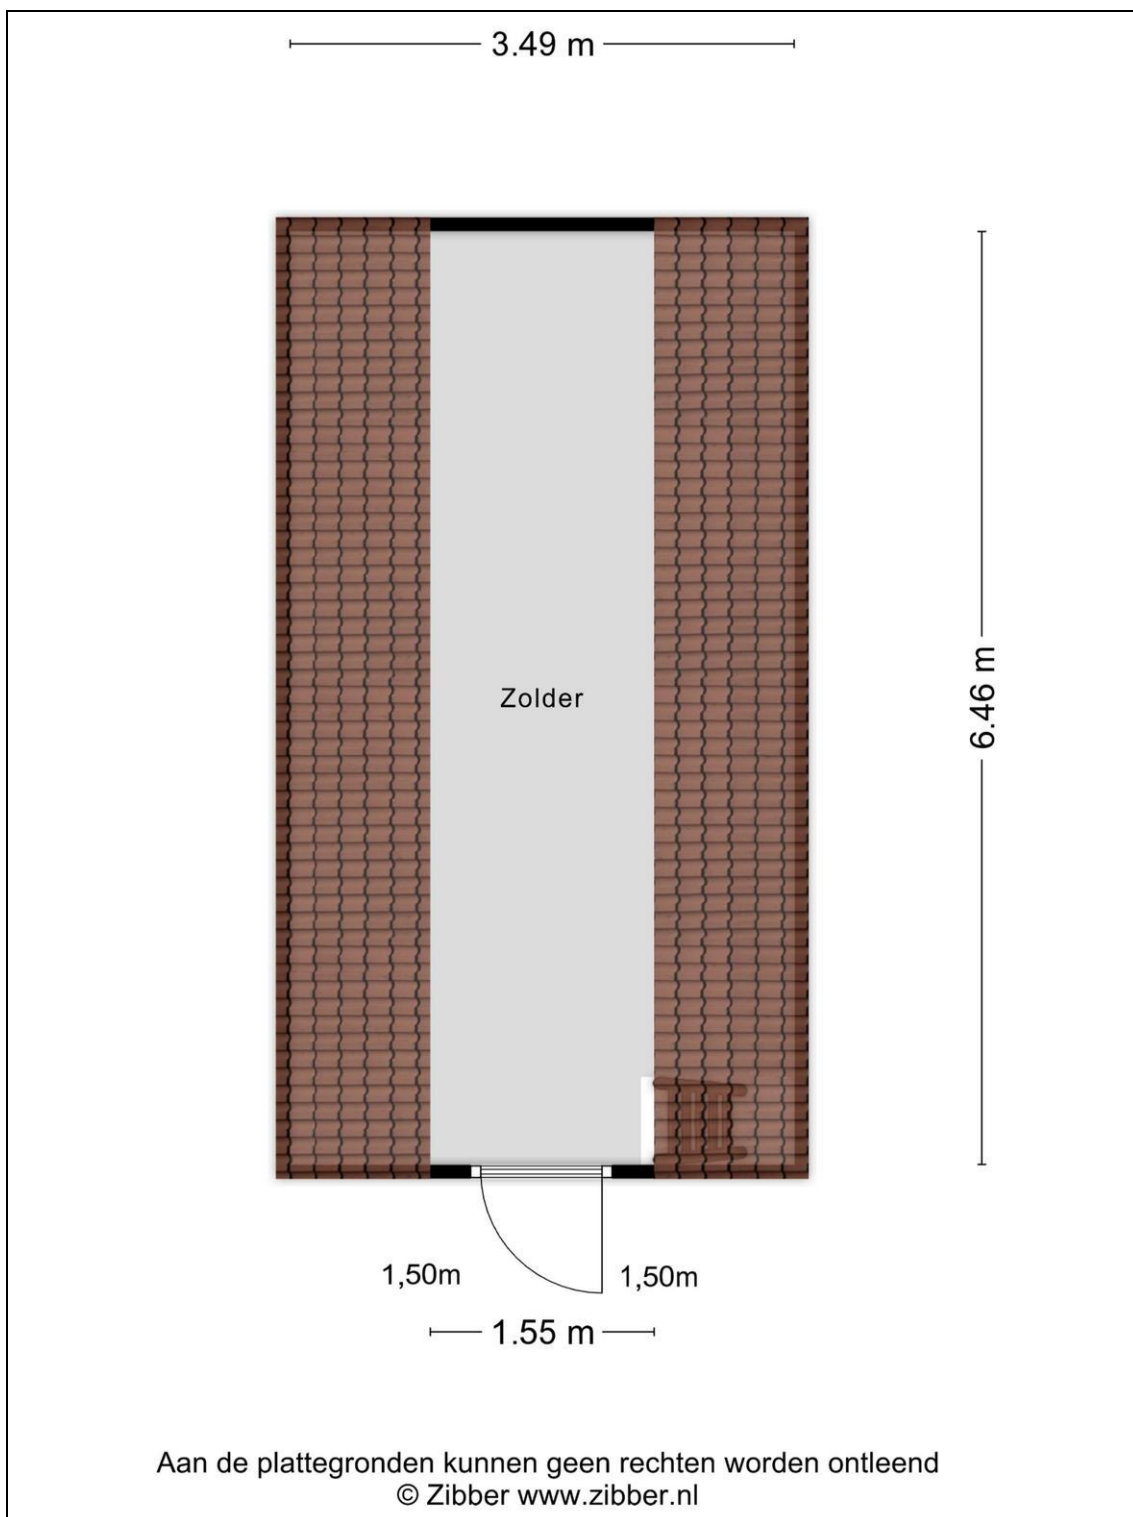 3.49 m
6.46 m
Zolder
1,50m
1,50m
1.55 m
Aan de plattegronden kunnen geen rechten worden ontleend
© Zibber www.zibber.nl